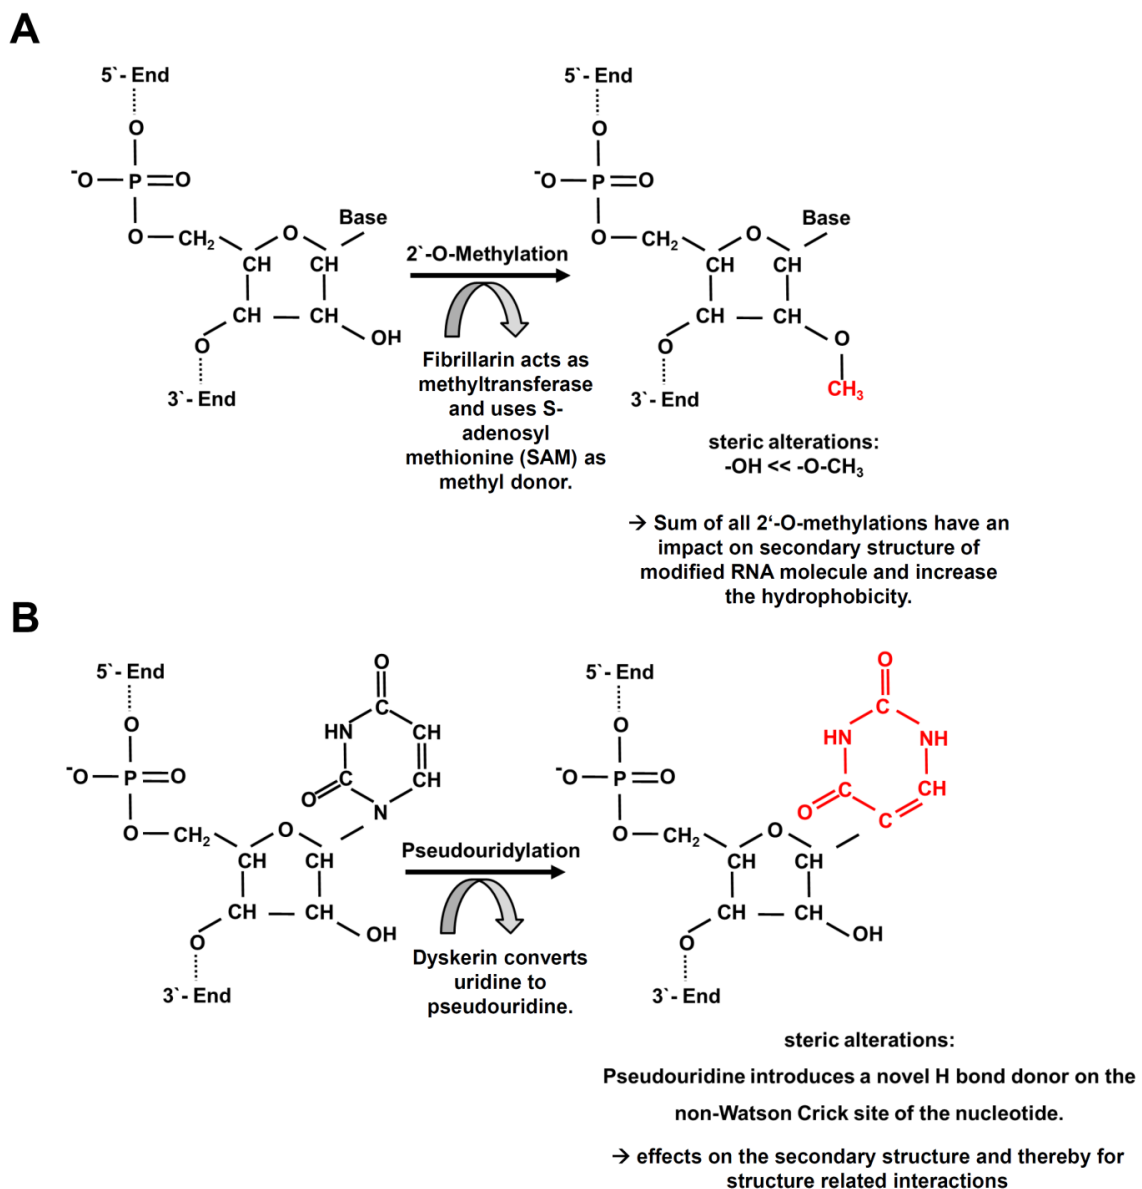 A
5`- End
O
⁻O—P=O
O—CH₂
O
Base
CH
CH
CH — CH
O
OH
3`- End
2`-O-Methylation
Fibrillarin acts as
methyltransferase
and uses S-
adenosyl
methionine (SAM) as
methyl donor.
5`- End
O
⁻O—P=O
O—CH₂
O
Base
CH
CH
CH — CH
O
O
3`- End
CH₃
steric alterations:
-OH << -O-CH₃
→ Sum of all 2‘-O-methylations have an
impact on secondary structure of
modified RNA molecule and increase
the hydrophobicity.
B
5`- End
O
⁻O—P=O
O—CH₂
O
CH
CH
CH — CH
O
OH
3`- End
O
C
HN
CH
C
CH
O
N
Pseudouridylation
Dyskerin converts
uridine to
pseudouridine.
5`- End
O
⁻O—P=O
O—CH₂
O
CH
CH
CH — CH
O
OH
3`- End
O
C
HN
NH
C
CH
O
C
steric alterations:
Pseudouridine introduces a novel H bond donor on the
non-Watson Crick site of the nucleotide.
→ effects on the secondary structure and thereby for
structure related interactions